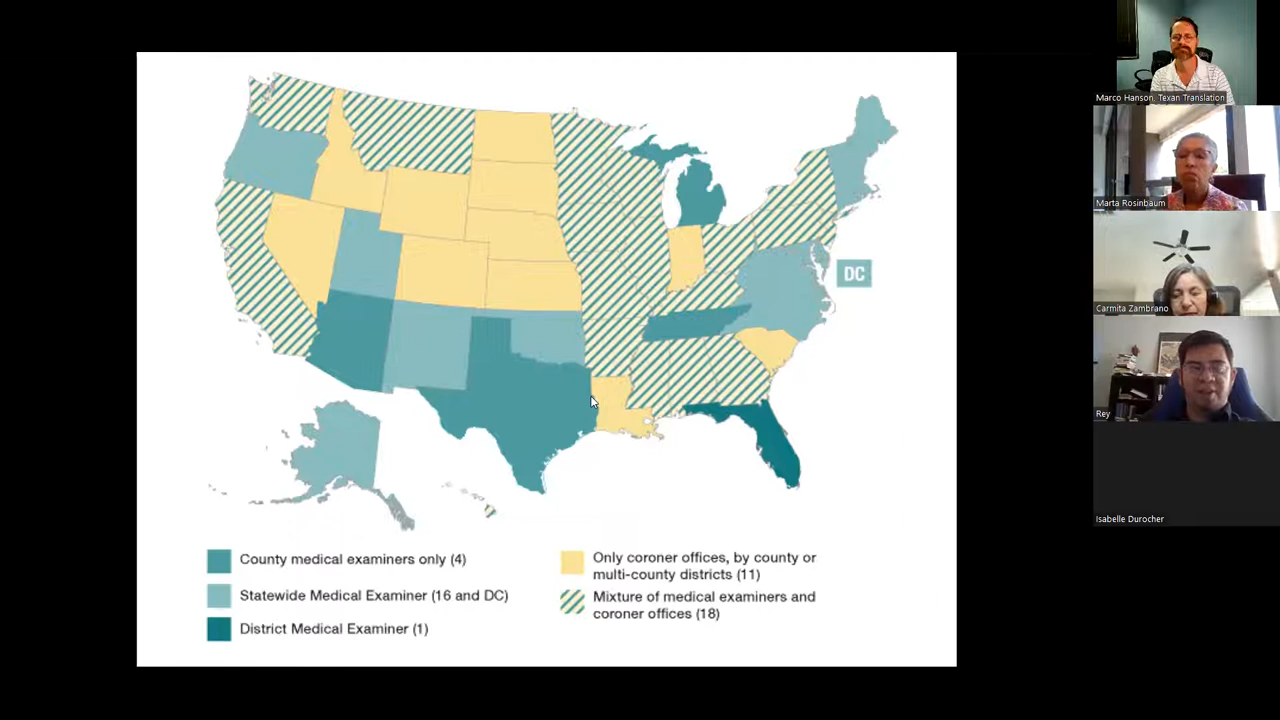 DC
County medical examiners only (4)
Statewide Medical Examiner (16 and DC)
District Medical Examiner (1)
Only coroner offices, by county or
multi-county districts (11)
Mixture of medical examiners and
coroner offices (18)
Marco Hanson, Texan Translation
Marta Rosinbaum
Carmita Zambrano
Rey
Isabelle Durocher